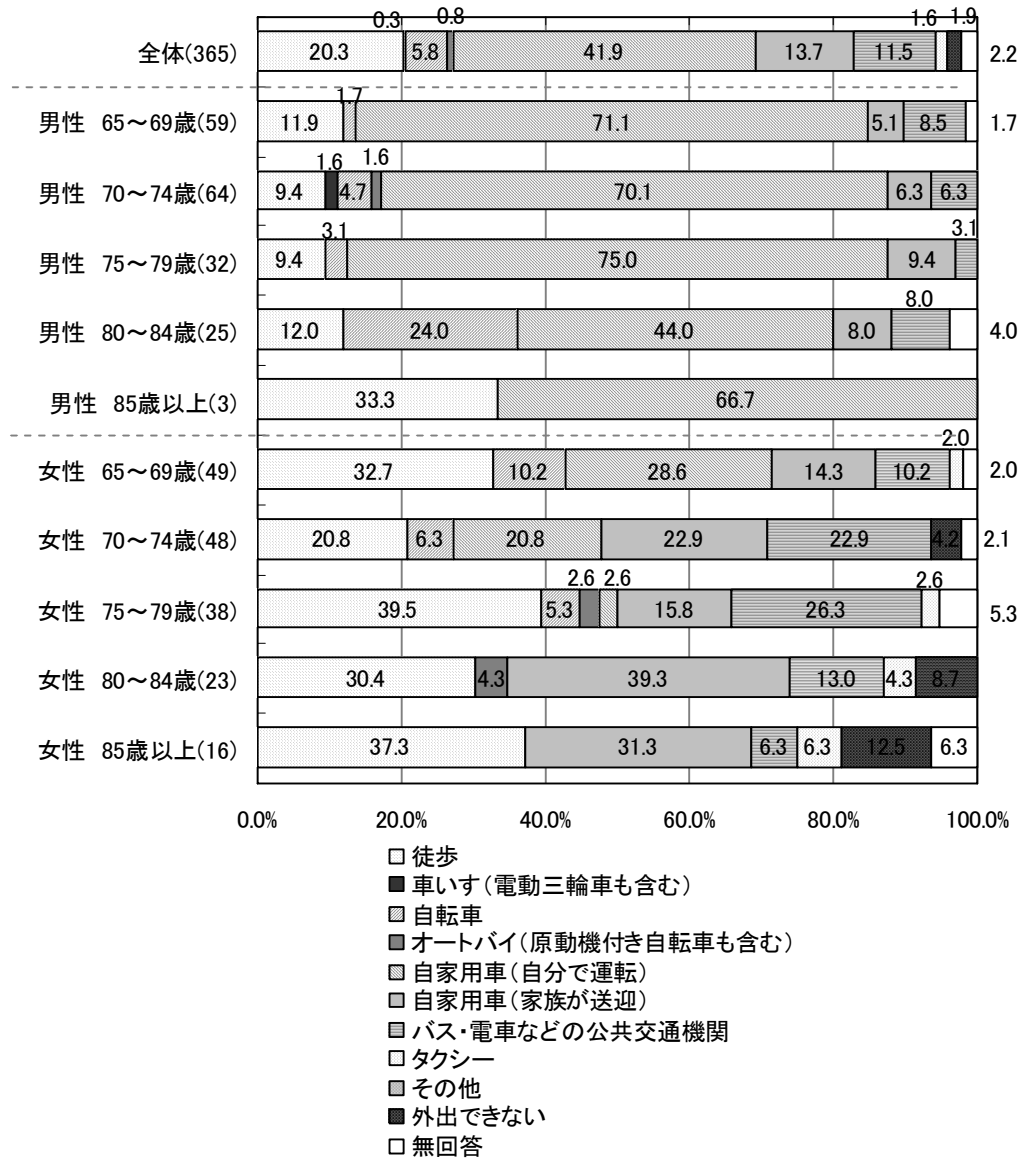 0.3 0.8 1.6 1.9
全体(365) 20.3 5.8 41.9 13.7 11.5 2.2
1.7
男性 65～69歳(59) 11.9 71.1 5.1 8.5 1.7
1.6 1.6
男性 70～74歳(64) 9.4 4.7 70.1 6.3 6.3
3.1 3.1
男性 75～79歳(32) 9.4 75.0 9.4
8.0
男性 80～84歳(25) 12.0 24.0 44.0 8.0 4.0
男性 85歳以上(3) 33.3 66.7
2.0
女性 65～69歳(49) 32.7 10.2 28.6 14.3 10.2 2.0
女性 70～74歳(48) 20.8 6.3 20.8 22.9 22.9 4.2 2.1
2.6 2.6 2.6
女性 75～79歳(38) 39.5 5.3 15.8 26.3 5.3
女性 80～84歳(23) 30.4 4.3 39.3 13.0 4.3 8.7
女性 85歳以上(16) 37.3 31.3 6.3 6.3 12.5 6.3
0.0% 20.0% 40.0% 60.0% 80.0% 100.0%
徒歩
車いす(電動三輪車も含む)
自転車
オートバイ(原動機付き自転車も含む)
自家用車(自分で運転)
自家用車(家族が送迎)
バス・電車などの公共交通機関
タクシー
その他
外出できない
無回答